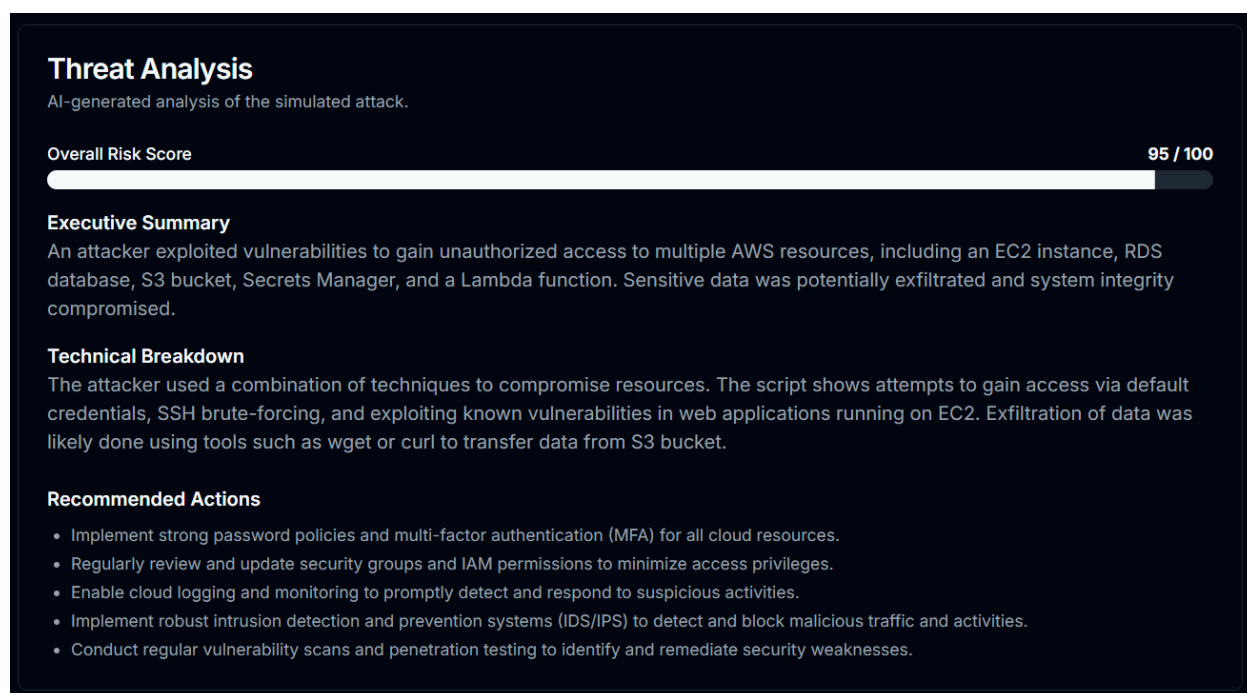 Threat Analysis
AI-generated analysis of the simulated attack.
Overall Risk Score 95 / 100
Executive Summary
An attacker exploited vulnerabilities to gain unauthorized access to multiple AWS resources, including an EC2 instance, RDS
database, S3 bucket, Secrets Manager, and a Lambda function. Sensitive data was potentially exfiltrated and system integrity
compromised.
Technical Breakdown
The attacker used a combination of techniques to compromise resources. The script shows attempts to gain access via default
credentials, SSH brute-forcing, and exploiting known vulnerabilities in web applications running on EC2. Exfiltration of data was
likely done using tools such as wget or curl to transfer data from S3 bucket.
Recommended Actions
• Implement strong password policies and multi-factor authentication (MFA) for all cloud resources.
• Regularly review and update security groups and IAM permissions to minimize access privileges.
• Enable cloud logging and monitoring to promptly detect and respond to suspicious activities.
• Implement robust intrusion detection and prevention systems (IDS/IPS) to detect and block malicious traffic and activities.
• Conduct regular vulnerability scans and penetration testing to identify and remediate security weaknesses.